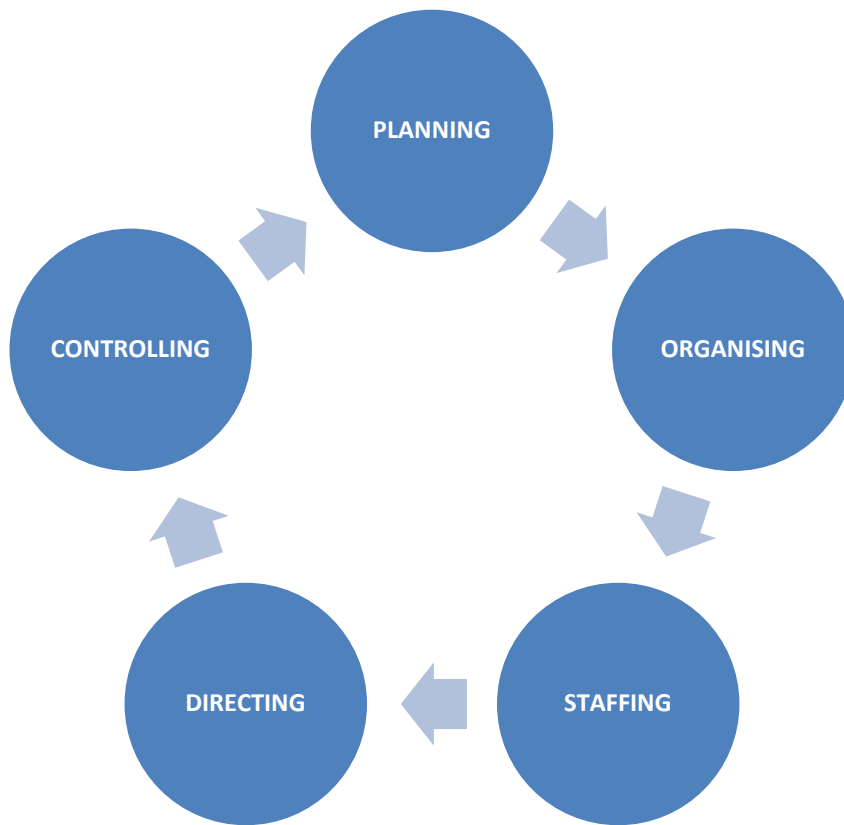 PLANNING
ORGANISING
STAFFING
DIRECTING
CONTROLLING